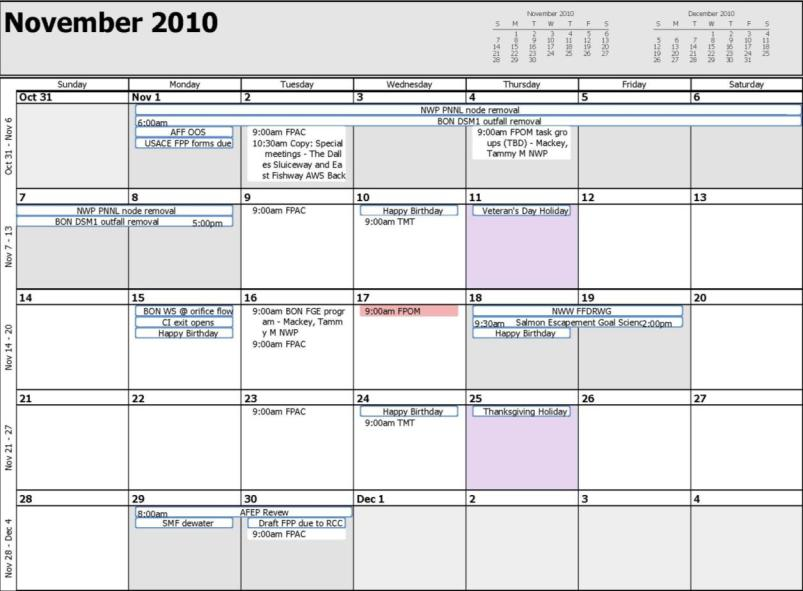 November 2010
November 2010
S M T W T F S
1 2 3 4 5 6
7 8 9 10 11 12 13
14 15 16 17 18 19 20
21 22 23 24 25 26 27
28 29 30
December 2010
S M T W T F S
1 2 3 4
5 6 7 8 9 10 11
12 13 14 15 16 17 18
19 20 21 22 23 24 25
26 27 28 29 30 31
Sunday Monday Tuesday Wednesday Thursday Friday Saturday
Oct 31 - Nov 6
Oct 31 Nov 1 2 3 4 5 6
NWP PNNL node removal
6:00am BON DSM1 outfall removal
AFF OOS
USACE FPP forms due
9:00am FPAC
10:30am Copy: Special
meetings - The Dall
es Sluiceway and Ea
st Fishway AWS Back
9:00am FPOM task gro
ups (TBD) - Mackey,
Tammy M NWP
Nov 7 - 13
7 8 9 10 11 12 13
NWP PNNL node removal
BON DSM1 outfall removal 5:00pm
9:00am FPAC
Happy Birthday
9:00am TMT
Veteran's Day Holiday
Nov 14 - 20
14 15 16 17 18 19 20
BON WS @ orifice flow
CI exit opens
Happy Birthday
9:00am BON FGE progr
am - Mackey, Tamm
y M NWP
9:00am FPAC
9:00am FPOM
NWW FFDRWG
9:30am Salmon Escapement Goal Scienc 2:00pm
Happy Birthday
Nov 21 - 27
21 22 23 24 25 26 27
9:00am FPAC
Happy Birthday
9:00am TMT
Thanksgiving Holiday
Nov 28 - Dec 4
28 29 30 Dec 1 2 3 4
8:00am AFEP Revew
SMF dewater
Draft FPP due to RCC
9:00am FPAC